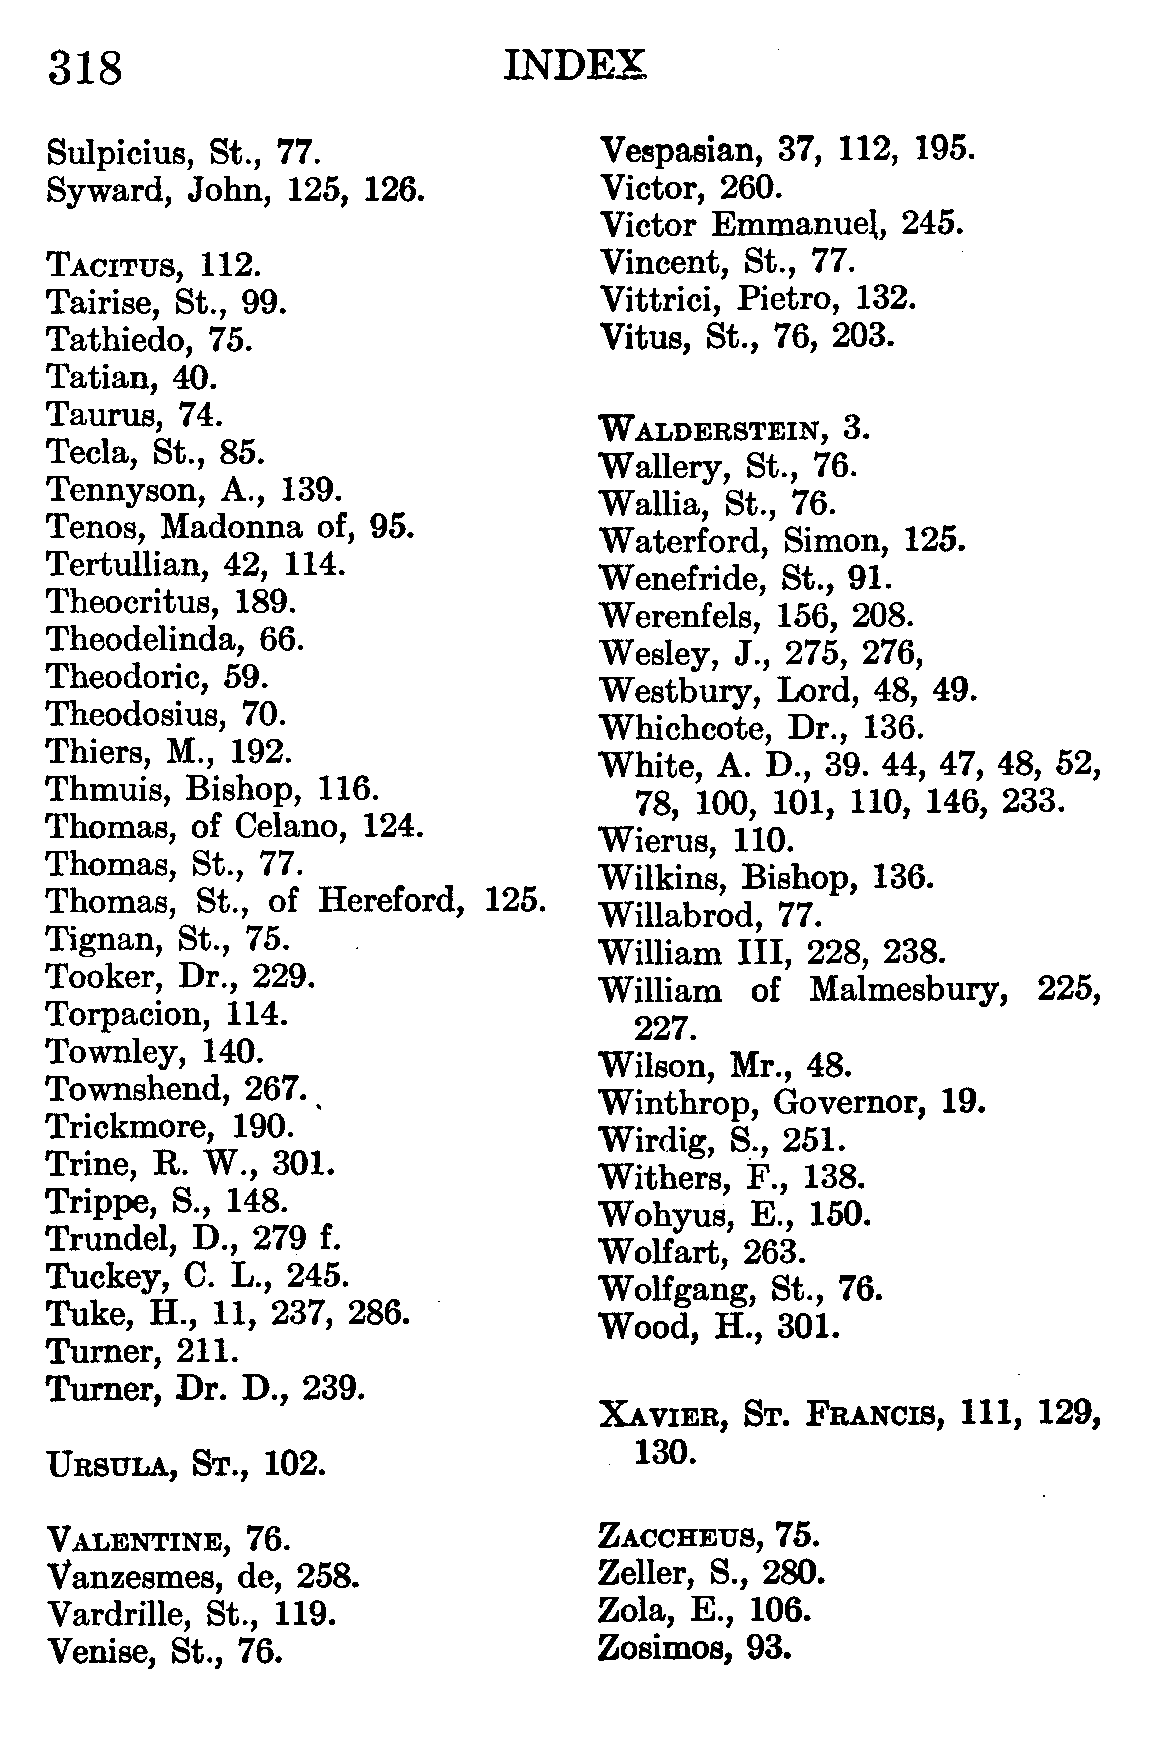 318 INDEX
Sulpicius, St., 77.
Syward, John, 125, 126.
TACITUS, 112.
Tairise, St., 99.
Tathiedo, 75.
Tatian, 40.
Taurus, 74.
Tecla, St., 85.
Tennyson, A., 139.
Tenos, Madonna of, 95.
Tertullian, 42, 114.
Theocritus, 189.
Theodelinda, 66.
Theodoric, 59.
Theodosius, 70.
Thiers, M., 192.
Thmuis, Bishop, 116.
Thomas, of Celano, 124.
Thomas, St., 77.
Thomas, St., of Hereford, 125.
Tignan, St., 75.
Tooker, Dr., 229.
Torpacion, 114.
Townley, 140.
Townshend, 267.
Trickmore, 190.
Trine, R. W., 301.
Trippe, S., 148.
Trundel, D., 279 f.
Tuckey, C. L., 245.
Tuke, H., 11, 237, 286.
Turner, 211.
Turner, Dr. D., 239.
URSULA, ST., 102.
VALENTINE, 76.
Vanzesmes, de, 258.
Vardrille, St., 119.
Venise, St., 76.
Vespasian, 37, 112, 195.
Victor, 260.
Victor Emmanuel, 245.
Vincent, St., 77.
Vittrici, Pietro, 132.
Vitus, St., 76, 203.
WALDERSTEIN, 3.
Wallery, St., 76.
Wallia, St., 76.
Waterford, Simon, 125.
Wenefride, St., 91.
Werenfels, 156, 208.
Wesley, J., 275, 276,
Westbury, Lord, 48, 49.
Whichcote, Dr., 136.
White, A. D., 39. 44, 47, 48, 52,
78, 100, 101, 110, 146, 233.
Wierus, 110.
Wilkins, Bishop, 136.
Willabrod, 77.
William III, 228, 238.
William of Malmesbury, 225,
227.
Wilson, Mr., 48.
Winthrop, Governor, 19.
Wirdig, S., 251.
Withers, F., 138.
Wohyus, E., 150.
Wolfart, 263.
Wolfgang, St., 76.
Wood, H., 301.
XAVIER, ST. FRANCIS, 111, 129,
130.
ZACCHEUS, 75.
Zeller, S., 280.
Zola, E., 106.
Zosimos, 93.